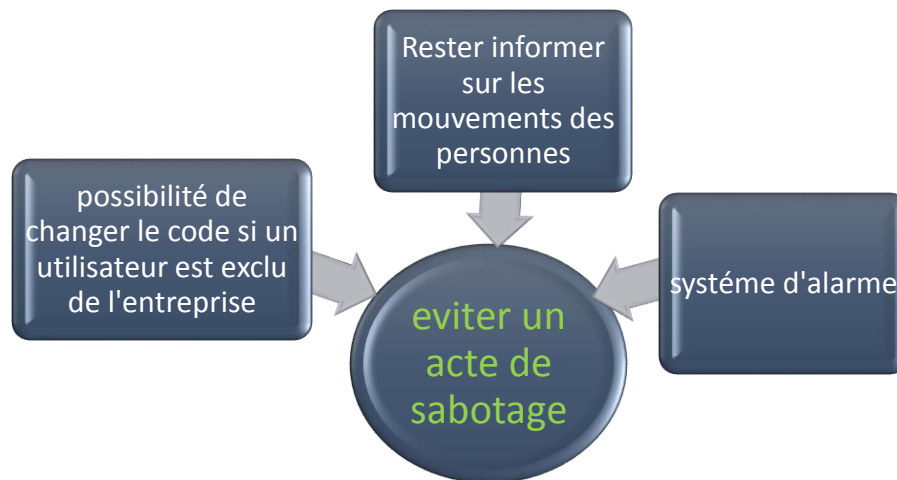 Rester informer
sur les
mouvements des
personnes
possibilité de
changer le code si un
utilisateur est exclu
de l'entreprise
systéme d'alarme
eviter un
acte de
sabotage